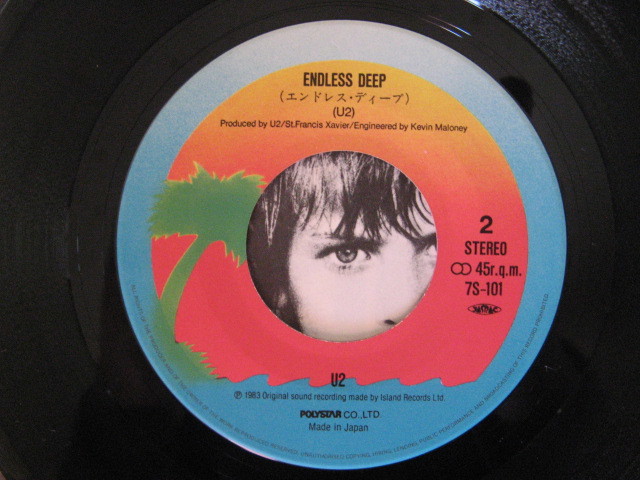 ENDLESS DEEP
(エンドレス・ディープ)
(U2)
Produced by U2/St.Francis Xavier/Engineered by Kevin Maloney
2
STEREO
45r.q.m.
7S-101
U2
℗ 1983 Original sound recording made by Island Records Ltd.
POLYSTAR CO., LTD.
Made in Japan